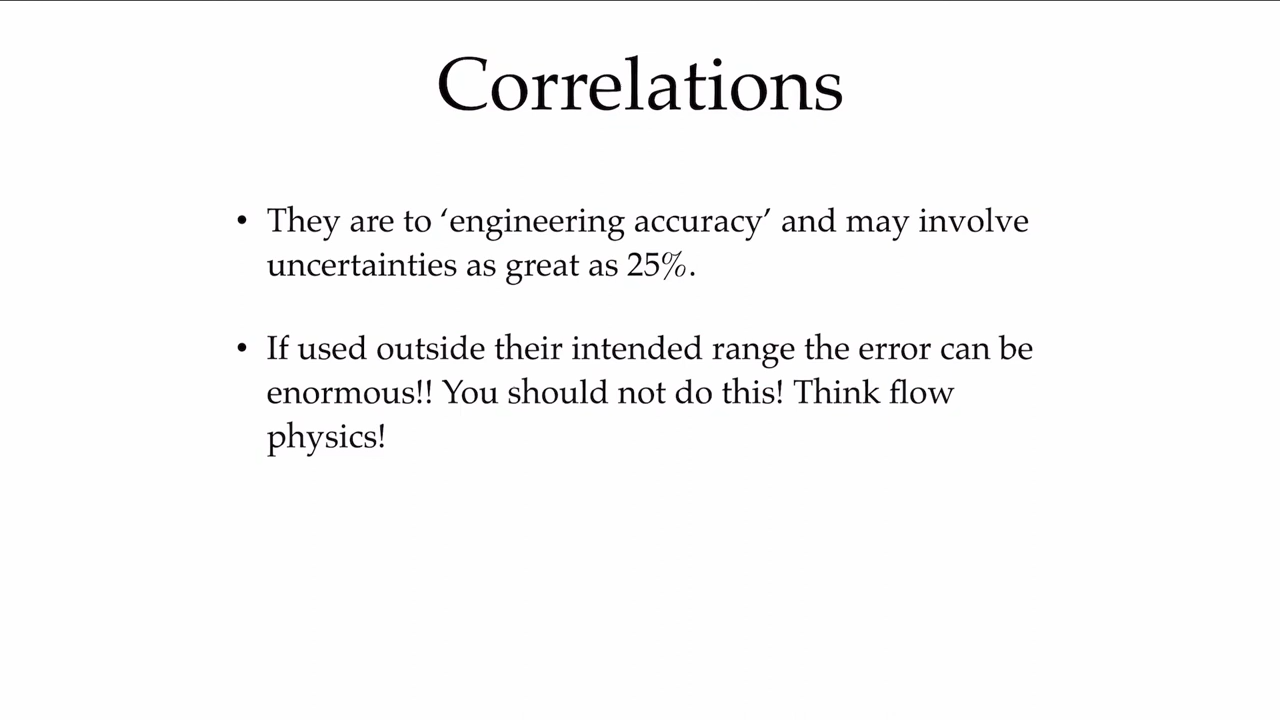 Correlations
• They are to ‘engineering accuracy’ and may involve
uncertainties as great as 25%.
• If used outside their intended range the error can be
enormous!! You should not do this! Think flow
physics!